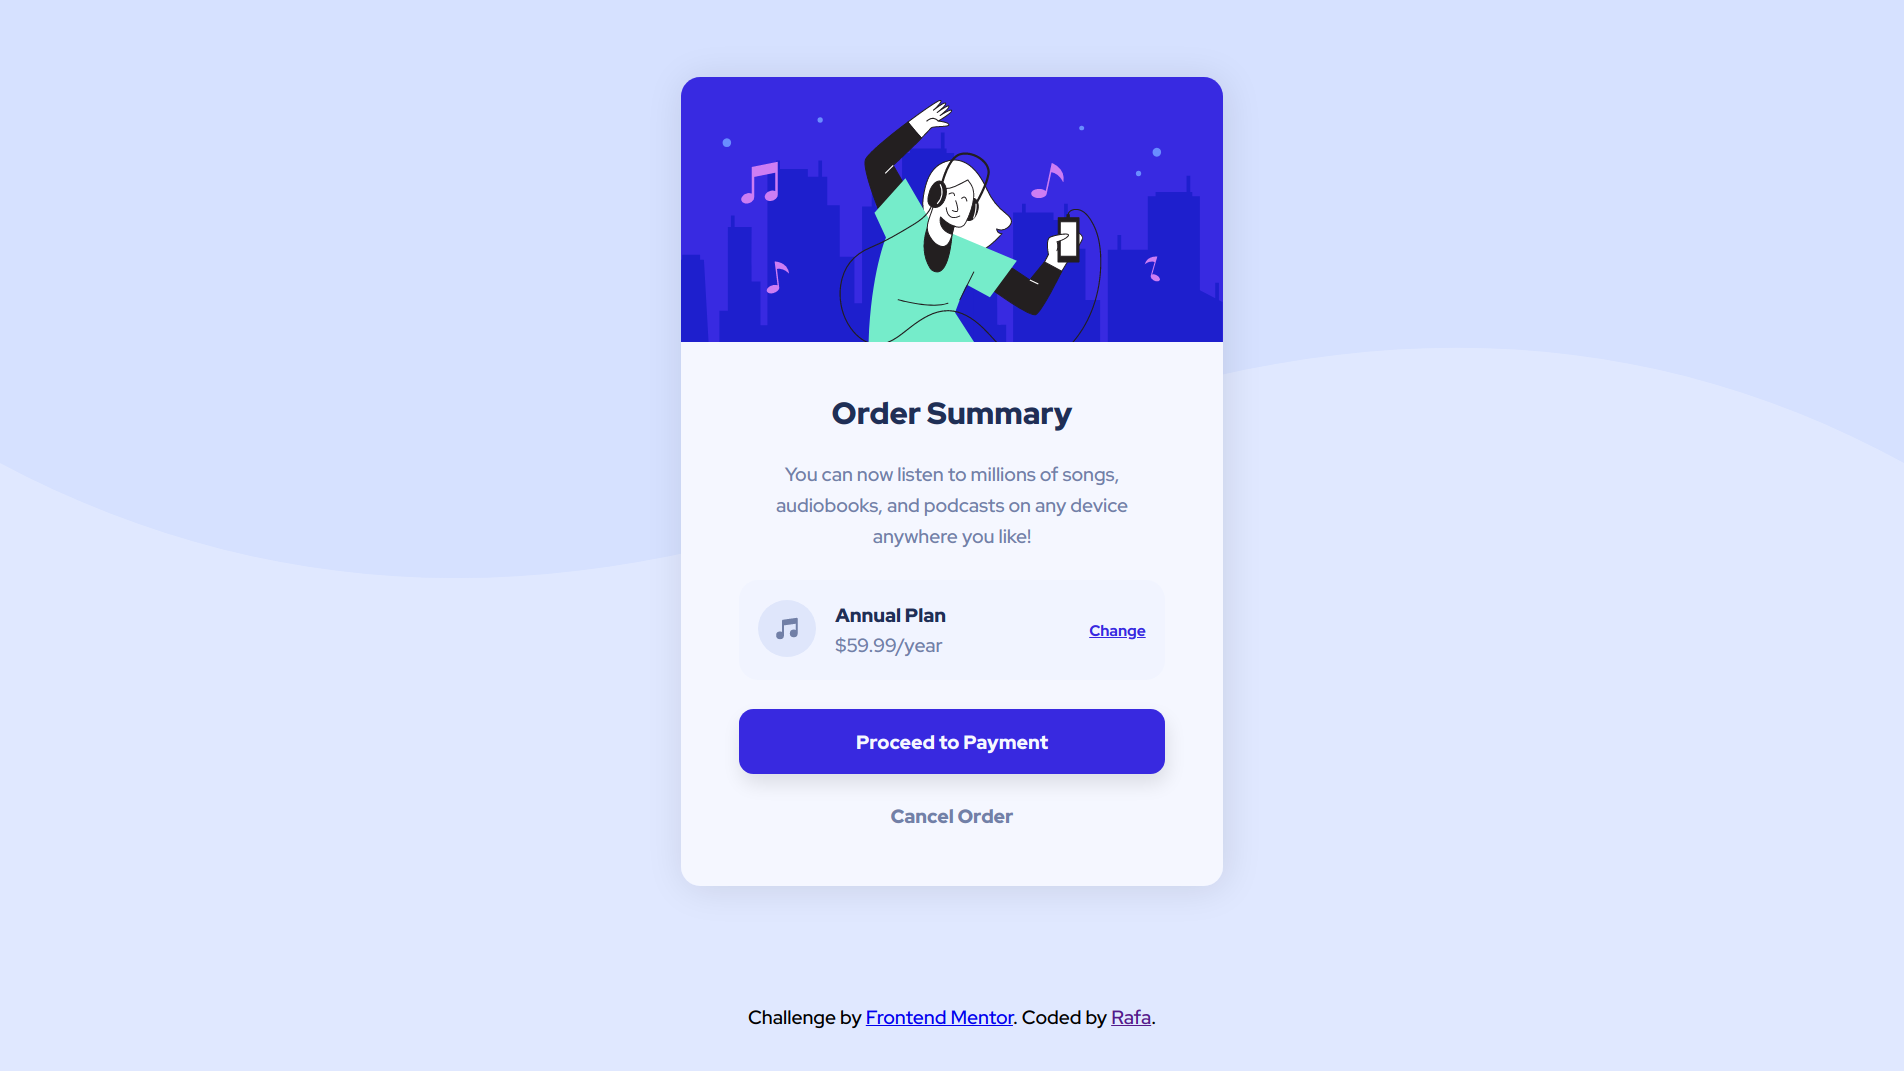 Order Summary
You can now listen to millions of songs,
audiobooks, and podcasts on any device
anywhere you like!
Annual Plan
$59.99/year
Change
Proceed to Payment
Cancel Order
Challenge by Frontend Mentor. Coded by Rafa.